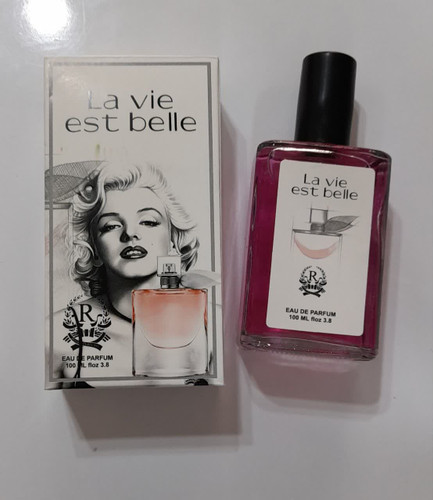 La vie
est belle
R
EAU DE PARFUM
100 ML floz 3.8
La vie
est belle
R
EAU DE PARFUM
100 ML floz 3.8